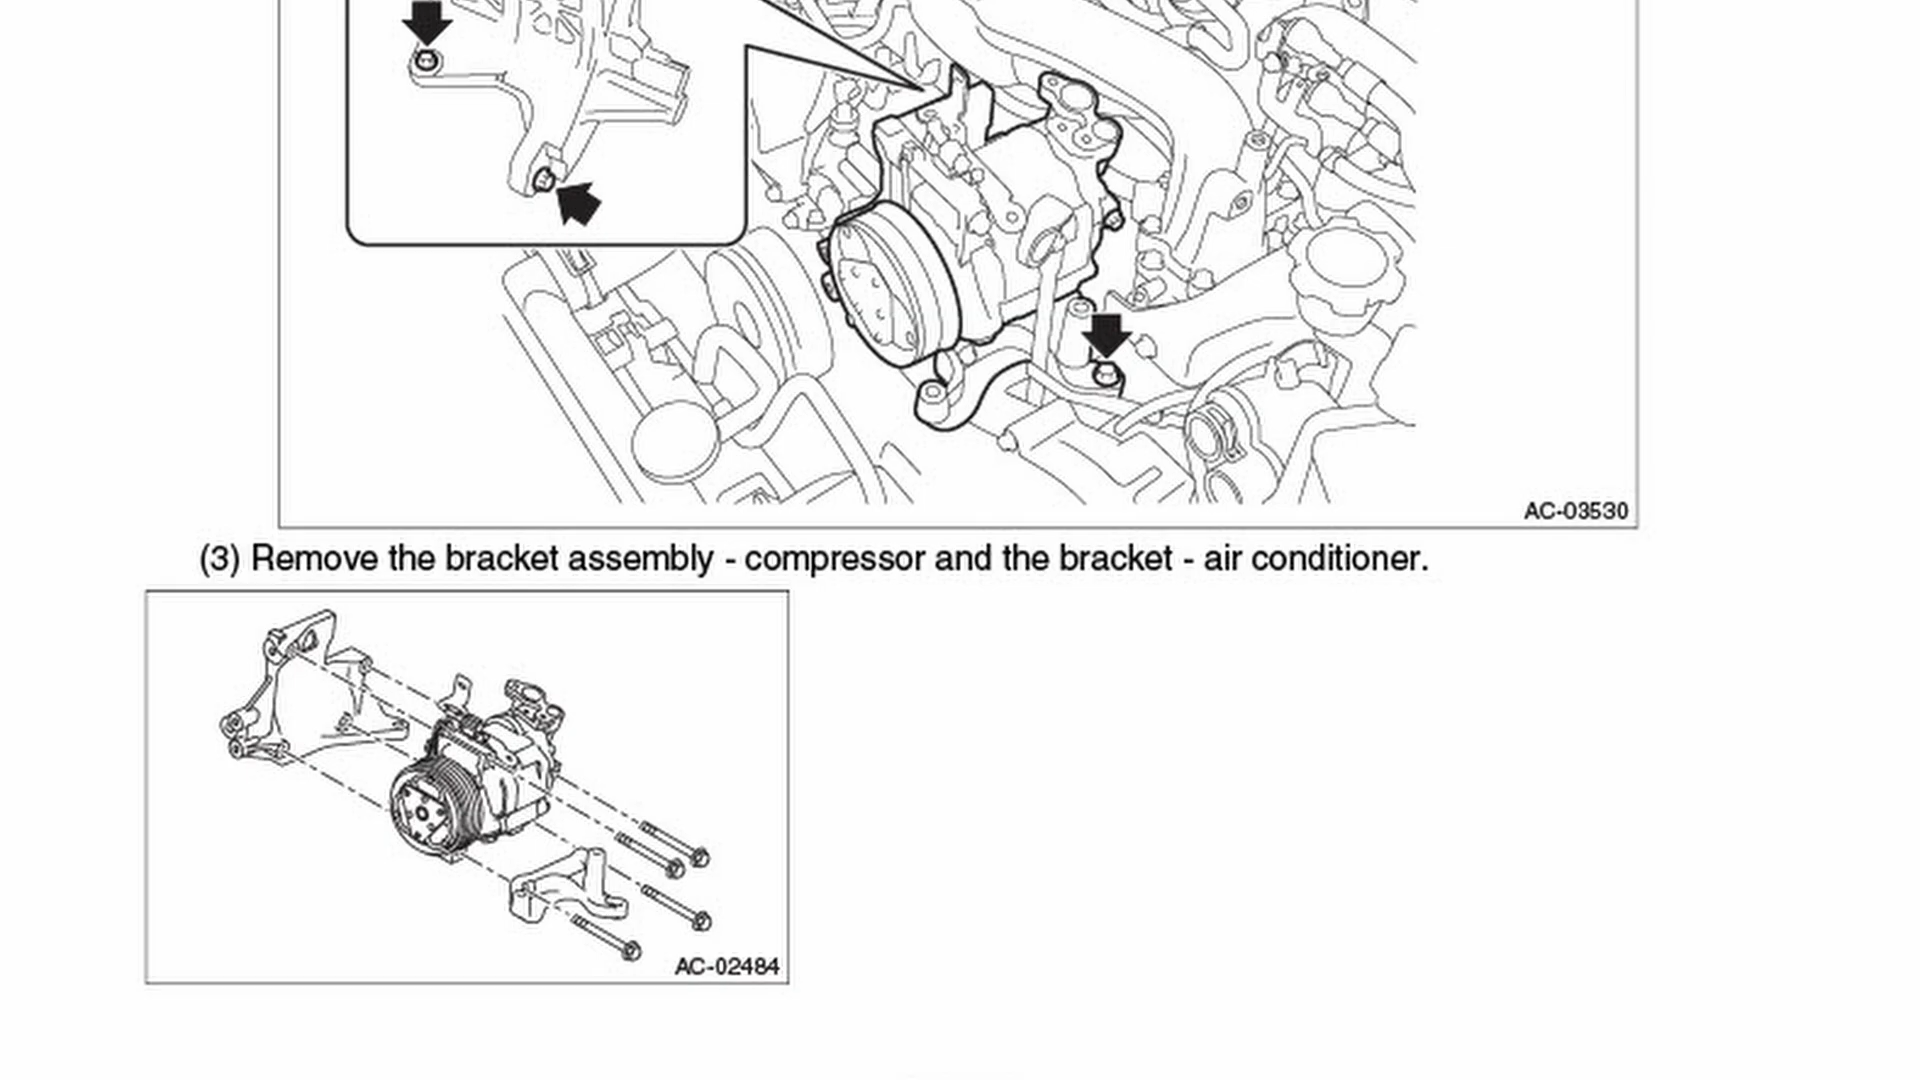 AC-03530
(3) Remove the bracket assembly - compressor and the bracket - air conditioner.
AC-02484